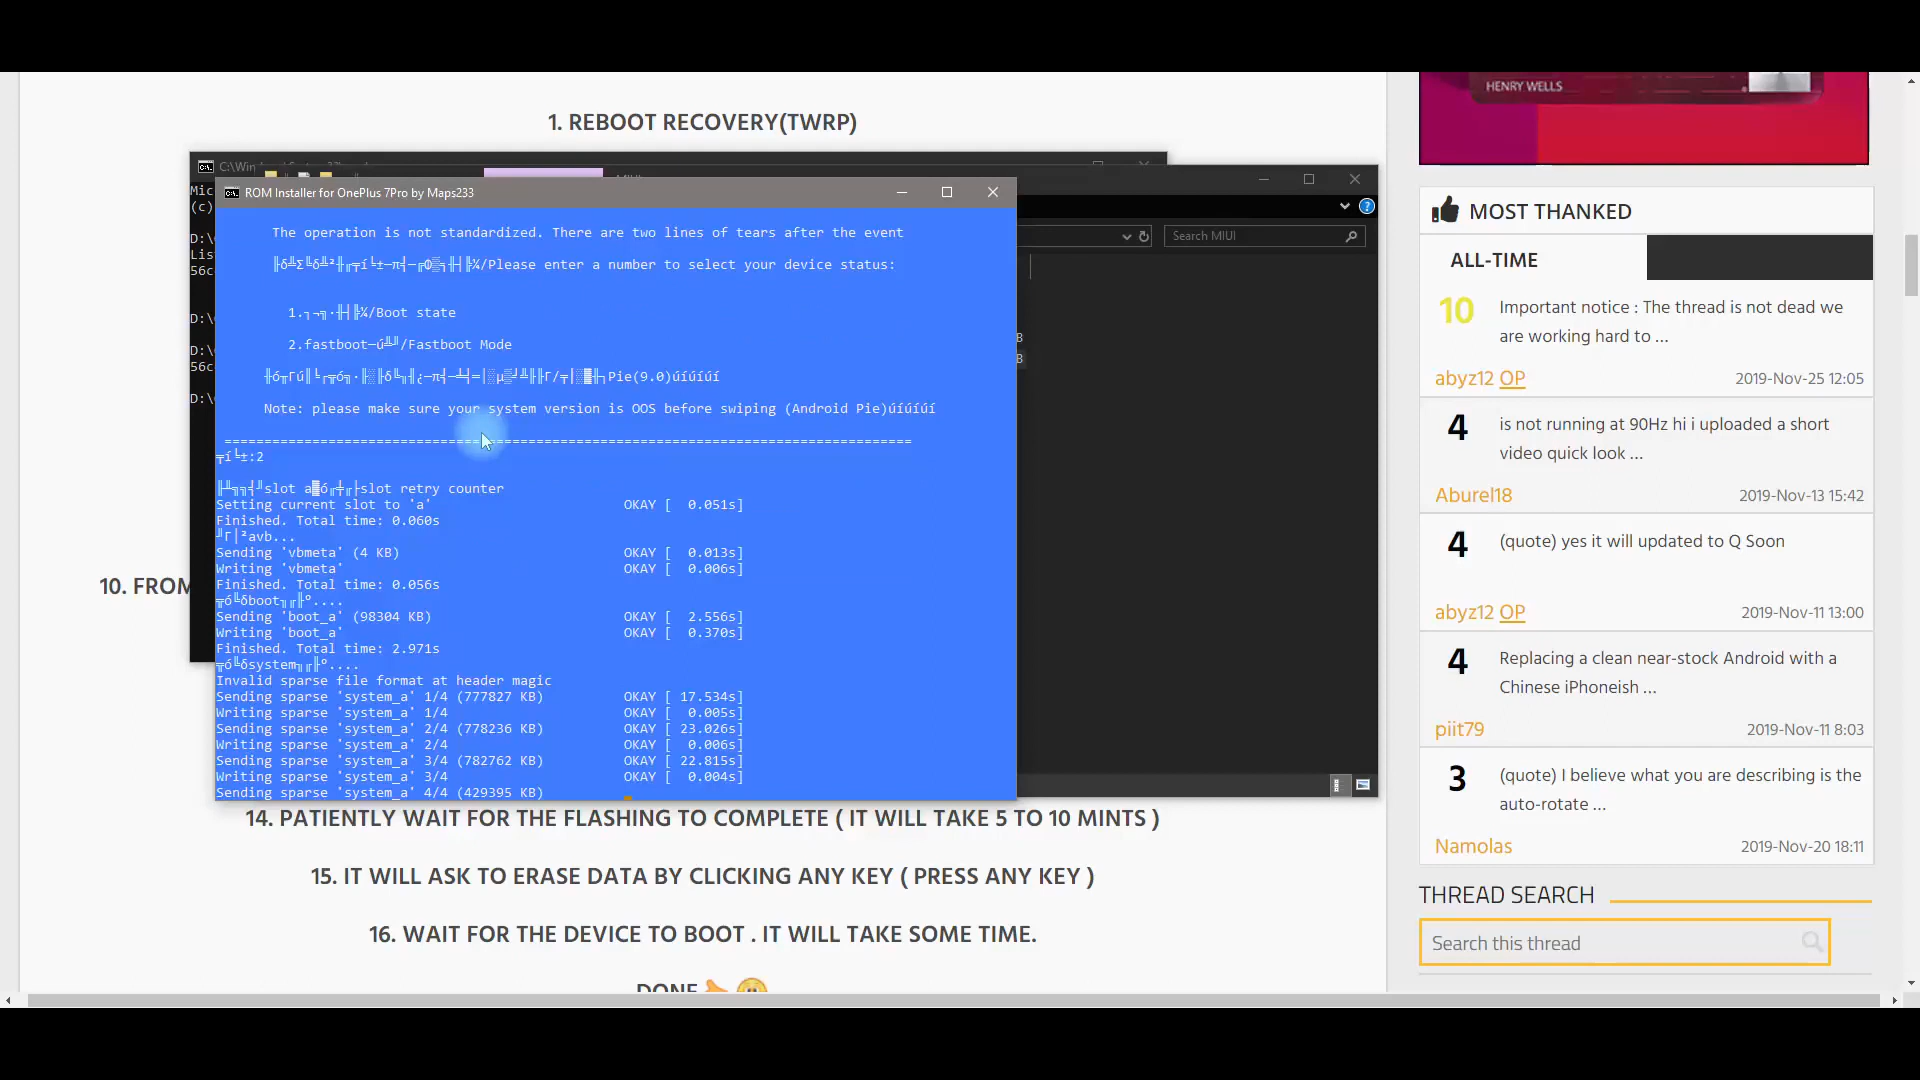 1. REBOOT RECOVERY(TWRP)
C:\Win
Mic
(c)
D:\
Lis
56c
D:\
D:\
56c
D:\
ROM Installer for OnePlus 7Pro by Maps233
The operation is not standardized. There are two lines of tears after the event
/Please enter a number to select your device status:
1. /Boot state
2.fastboot /Fastboot Mode
Pie(9.0)úíúíúí
Note: please make sure your system version is OOS before swiping (Android Pie)úíúíúí
:2
slot a slot retry counter
Setting current slot to 'a' OKAY [ 0.051s]
Finished. Total time: 0.060s
avb...
Sending 'vbmeta' (4 KB) OKAY [ 0.013s]
Writing 'vbmeta' OKAY [ 0.006s]
Finished. Total time: 0.056s
boot ....
Sending 'boot_a' (98304 KB) OKAY [ 2.556s]
Writing 'boot_a' OKAY [ 0.370s]
Finished. Total time: 2.971s
system ....
Invalid sparse file format at header magic
Sending sparse 'system_a' 1/4 (777827 KB) OKAY [ 17.534s]
Writing sparse 'system_a' 1/4 OKAY [ 0.005s]
Sending sparse 'system_a' 2/4 (778236 KB) OKAY [ 23.026s]
Writing sparse 'system_a' 2/4 OKAY [ 0.006s]
Sending sparse 'system_a' 3/4 (782762 KB) OKAY [ 22.815s]
Writing sparse 'system_a' 3/4 OKAY [ 0.004s]
Sending sparse 'system_a' 4/4 (429395 KB)
Search MIUI
B
B
10. FROM
14. PATIENTLY WAIT FOR THE FLASHING TO COMPLETE ( IT WILL TAKE 5 TO 10 MINTS )
15. IT WILL ASK TO ERASE DATA BY CLICKING ANY KEY ( PRESS ANY KEY )
16. WAIT FOR THE DEVICE TO BOOT . IT WILL TAKE SOME TIME.
DONE
HENRY WELLS
MOST THANKED
ALL-TIME
10 Important notice : The thread is not dead we
are working hard to ...
abyz12 OP 2019-Nov-25 12:05
4 is not running at 90Hz hi i uploaded a short
video quick look ...
Aburel18 2019-Nov-13 15:42
4 (quote) yes it will updated to Q Soon
abyz12 OP 2019-Nov-11 13:00
4 Replacing a clean near-stock Android with a
Chinese iPhoneish ...
piit79 2019-Nov-11 8:03
3 (quote) I believe what you are describing is the
auto-rotate ...
Namolas 2019-Nov-20 18:11
THREAD SEARCH
Search this thread